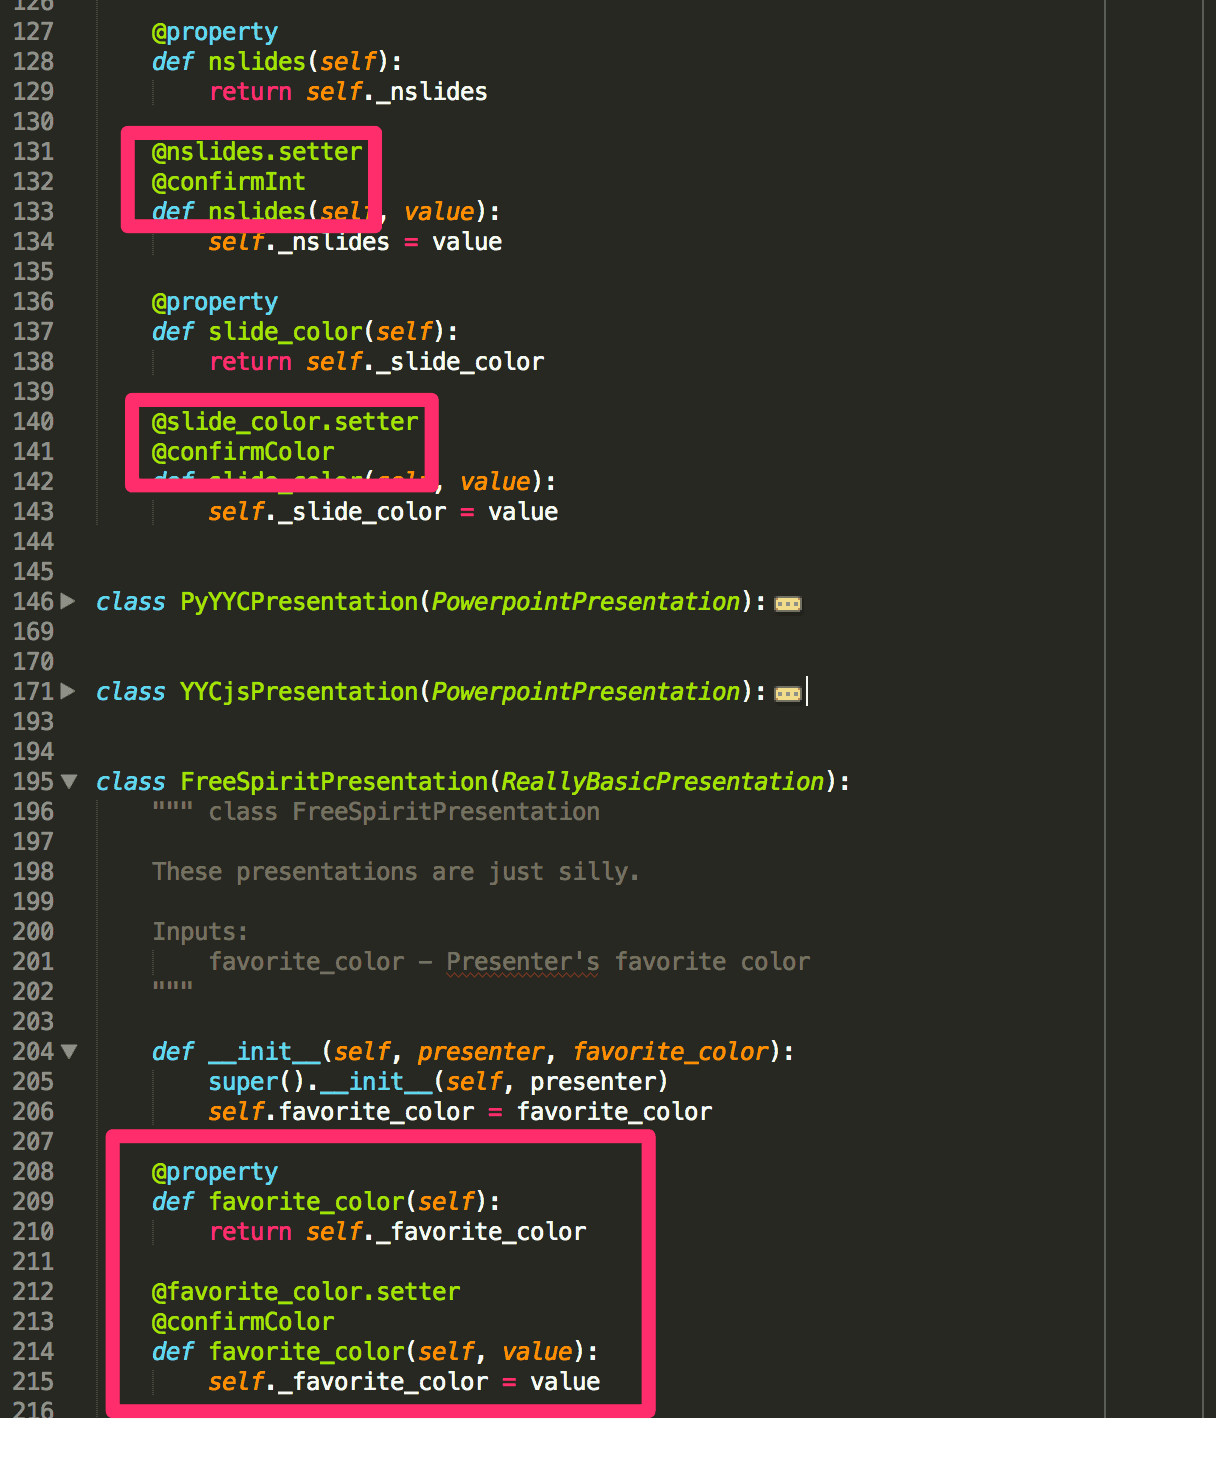 126
127 @property
128 def nslides(self):
129 return self._nslides
130
131 @nslides.setter
132 @confirmInt
133 def nslides(self, value):
134 self._nslides = value
135
136 @property
137 def slide_color(self):
138 return self._slide_color
139
140 @slide_color.setter
141 @confirmColor
142 def slide_color(self, value):
143 self._slide_color = value
144
145
146 class PyYYCPresentation(PowerpointPresentation):
169
170
171 class YYCjsPresentation(PowerpointPresentation):
193
194
195 class FreeSpiritPresentation(ReallyBasicPresentation):
196 """ class FreeSpiritPresentation
197
198 These presentations are just silly.
199
200 Inputs:
201 favorite_color – Presenter's favorite color
202 """
203
204 def __init__(self, presenter, favorite_color):
205 super().__init__(self, presenter)
206 self.favorite_color = favorite_color
207
208 @property
209 def favorite_color(self):
210 return self._favorite_color
211
212 @favorite_color.setter
213 @confirmColor
214 def favorite_color(self, value):
215 self._favorite_color = value
216